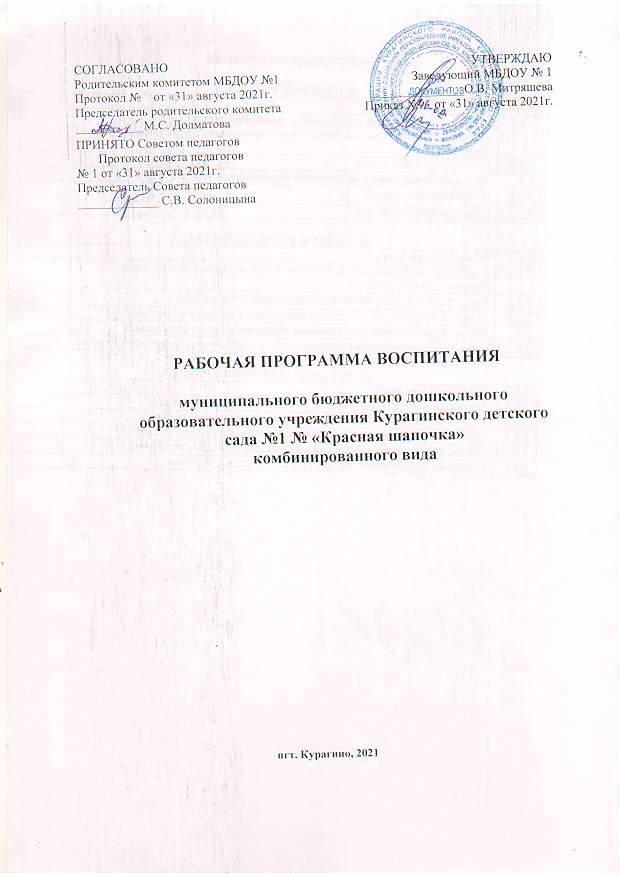 СОГЛАСОВАНО
Родительским комитетом МБДОУ №1
Протокол № от «31» августа 2021г.
Председатель родительского комитета
М.С. Долматова
ПРИНЯТО Советом педагогов
Протокол совета педагогов
№ 1 от «31» августа 2021г.
Председатель Совета педагогов
С.В. Солоницына
УТВЕРЖДАЮ
Заведующий МБДОУ № 1
О.В. Митряшева
Приказ от «31» августа 2021г.
ДОКУМЕНТОВ
РАБОЧАЯ ПРОГРАММА ВОСПИТАНИЯ
муниципального бюджетного дошкольного
образовательного учреждения Курагинского детского
сада №1 № «Красная шапочка»
комбинированного вида
пгт. Курагино, 2021